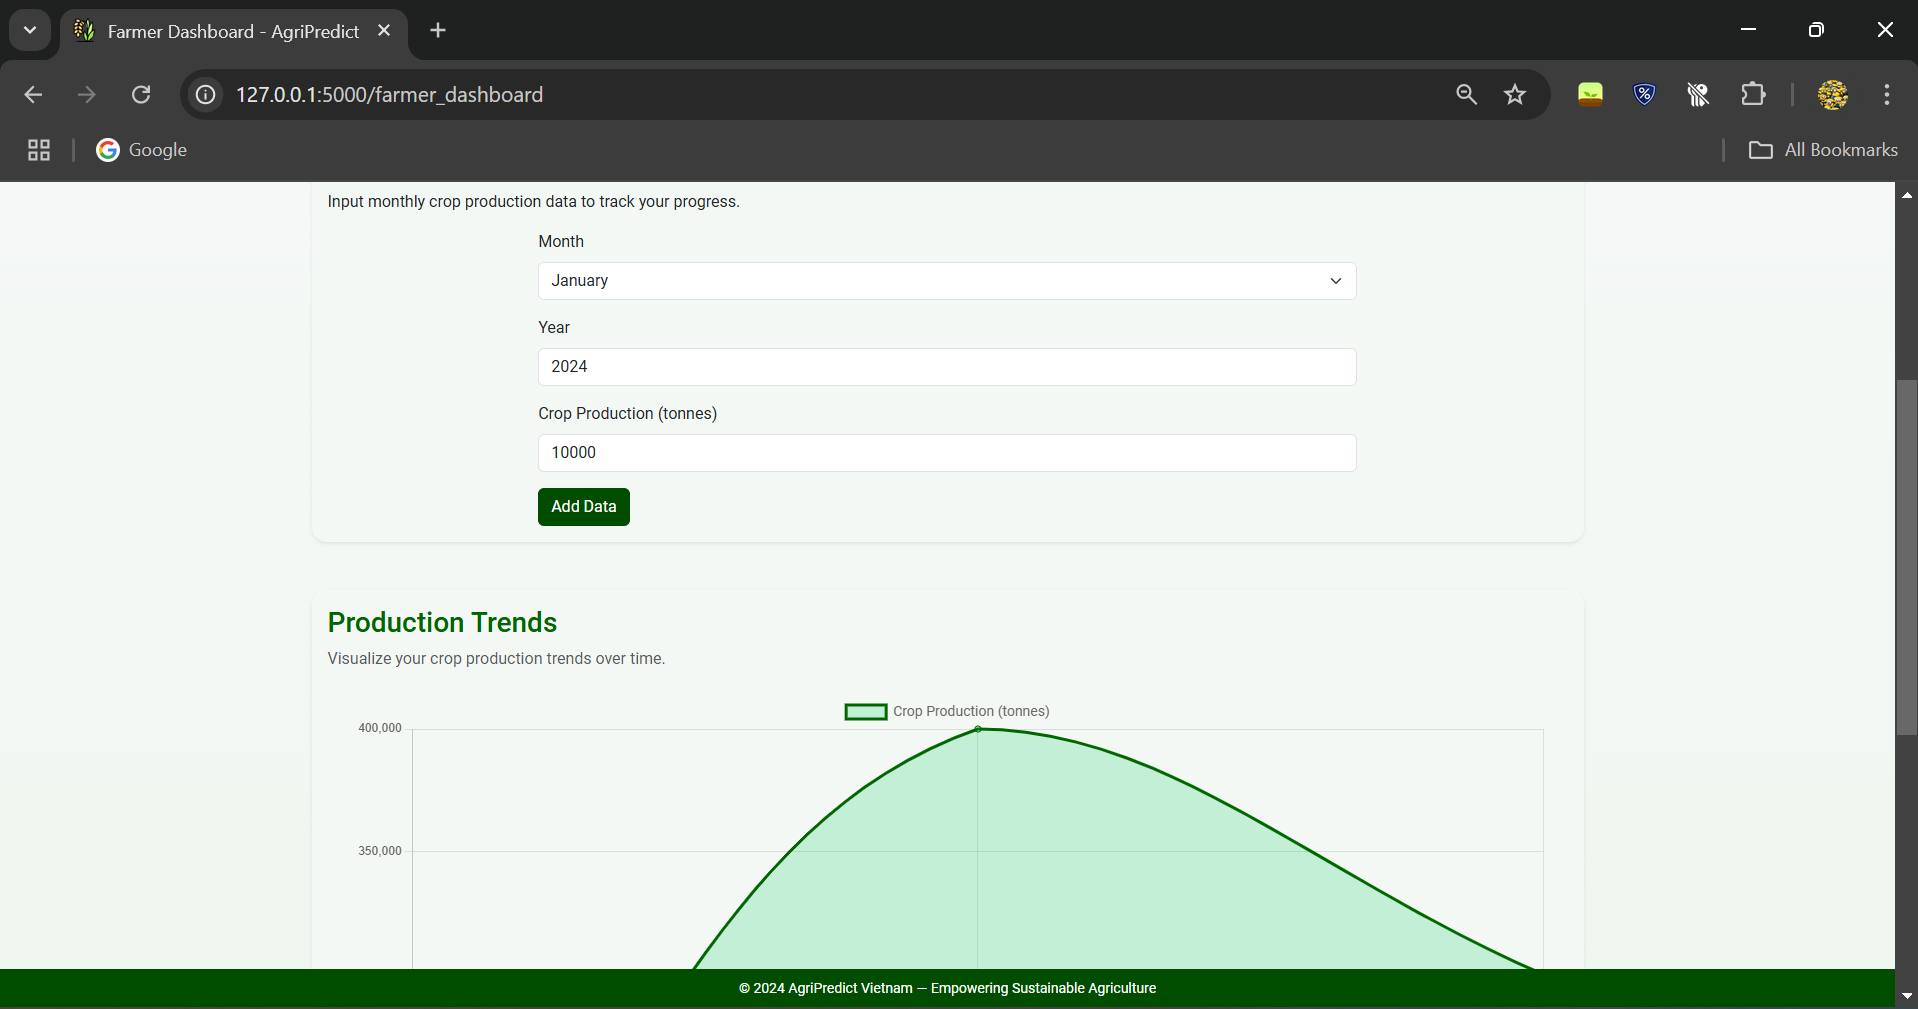 Farmer Dashboard - AgriPredict
127.0.0.1:5000/farmer_dashboard
Google
All Bookmarks
Input monthly crop production data to track your progress.
Month
January
Year
2024
Crop Production (tonnes)
10000
Add Data
Production Trends
Visualize your crop production trends over time.
Crop Production (tonnes)
400,000
350,000
© 2024 AgriPredict Vietnam — Empowering Sustainable Agriculture